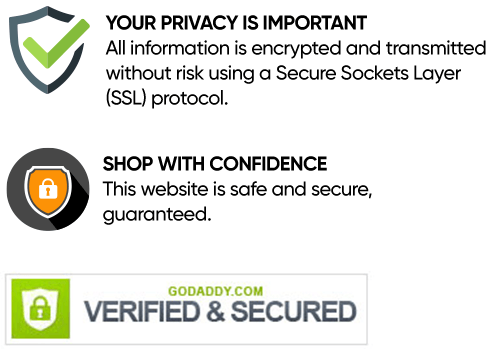 YOUR PRIVACY IS IMPORTANT
All information is encrypted and transmitted
without risk using a Secure Sockets Layer
(SSL) protocol.
SHOP WITH CONFIDENCE
This website is safe and secure,
guaranteed.
GODADDY.COM
VERIFIED & SECURED